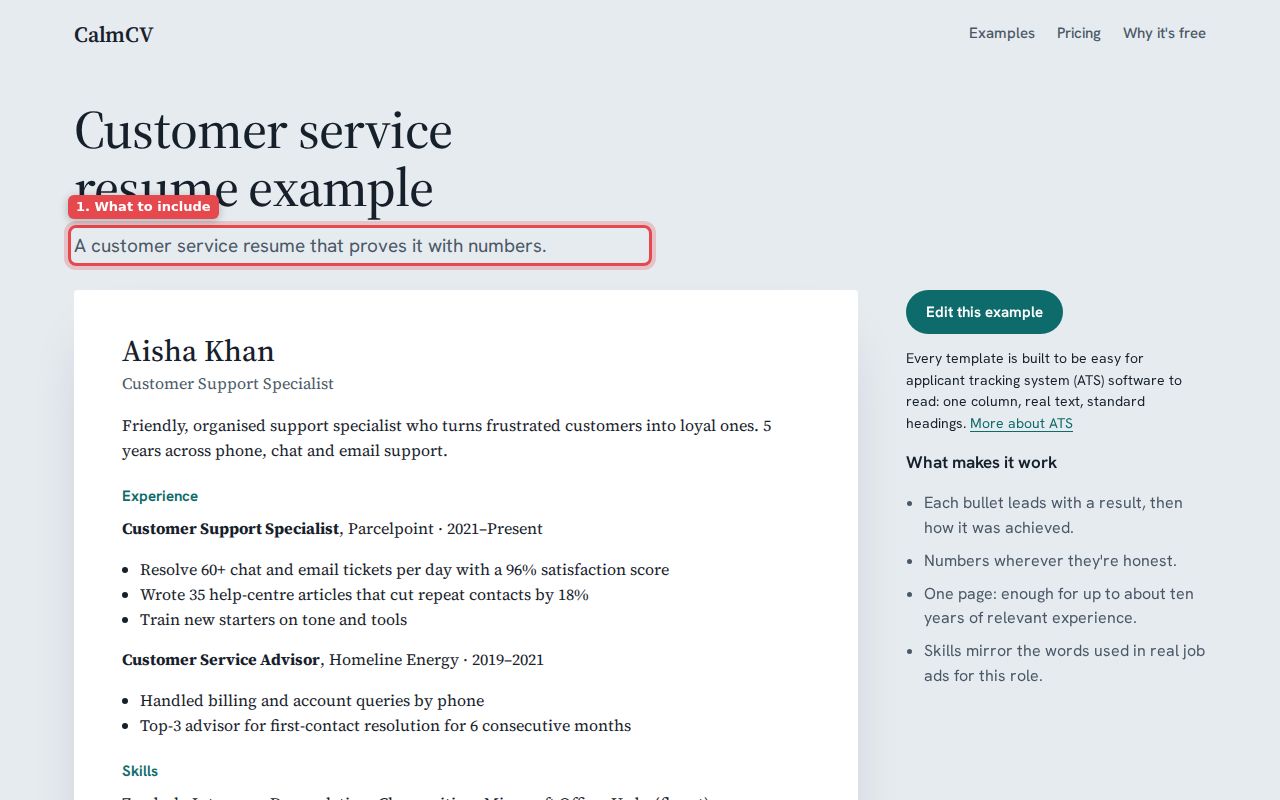 CalmCV
Examples Pricing Why it's free
Customer service
resume example
1. What to include
A customer service resume that proves it with numbers.
Aisha Khan
Customer Support Specialist
Friendly, organised support specialist who turns frustrated customers into loyal ones. 5
years across phone, chat and email support.
Experience
Customer Support Specialist, Parcelpoint · 2021–Present
• Resolve 60+ chat and email tickets per day with a 96% satisfaction score
• Wrote 35 help-centre articles that cut repeat contacts by 18%
• Train new starters on tone and tools
Customer Service Advisor, Homeline Energy · 2019–2021
• Handled billing and account queries by phone
• Top-3 advisor for first-contact resolution for 6 consecutive months
Skills
Edit this example
Every template is built to be easy for
applicant tracking system (ATS) software to
read: one column, real text, standard
headings. More about ATS
What makes it work
• Each bullet leads with a result, then
how it was achieved.
• Numbers wherever they're honest.
• One page: enough for up to about ten
years of relevant experience.
• Skills mirror the words used in real job
ads for this role.